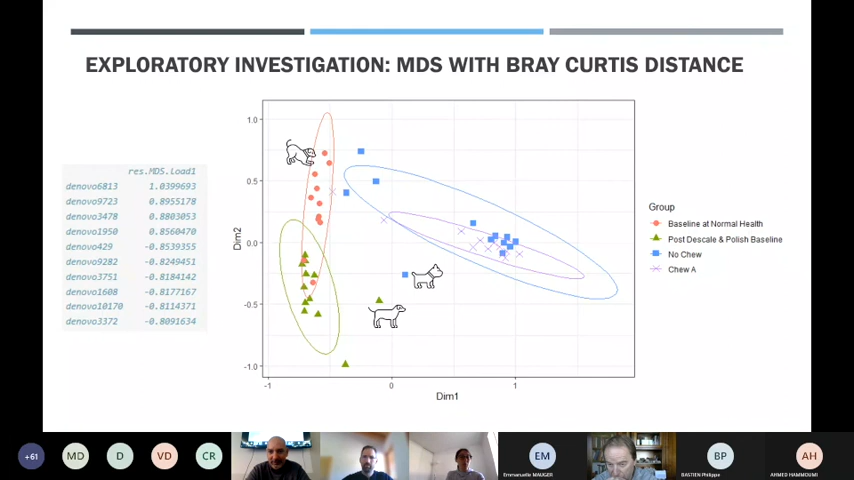 EXPLORATORY INVESTIGATION: MDS WITH BRAY CURTIS DISTANCE
res.MDS.Load1
denovo6813 1.0399693
denovo9723 0.8955178
denovo3478 0.8803053
denovo1950 0.8560470
denovo429 -0.8539355
denovo9282 -0.8249451
denovo3751 -0.8184142
denovo1608 -0.8177167
denovo10170 -0.8114371
denovo3372 -0.8091634
1.0
0.5
0.0
-0.5
-1.0
Dim2
-1 0 1
Dim1
Group
Baseline at Normal Health
Post Descale & Polish Baseline
No Chew
Chew A
+61 MD D VD CR EM BP AH
Emmanuelle MAUGER BASTIEN Philippe AHMED HAMMOUMI